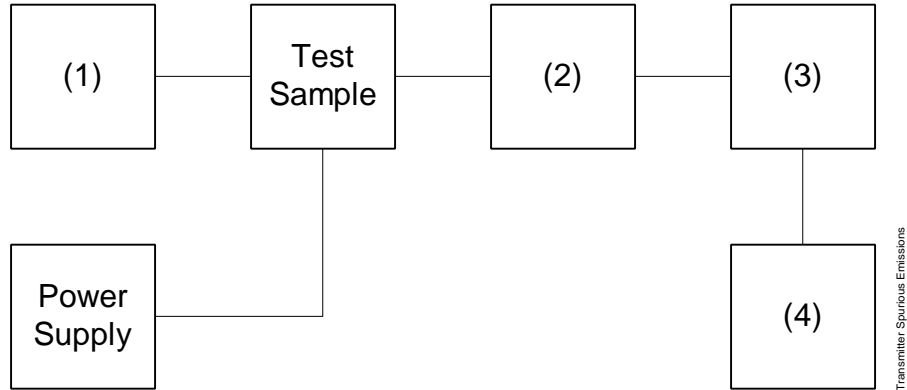 (1)
Test
Sample
(2)
(3)
Power
Supply
(4)
Transmitter Spurious Emissions